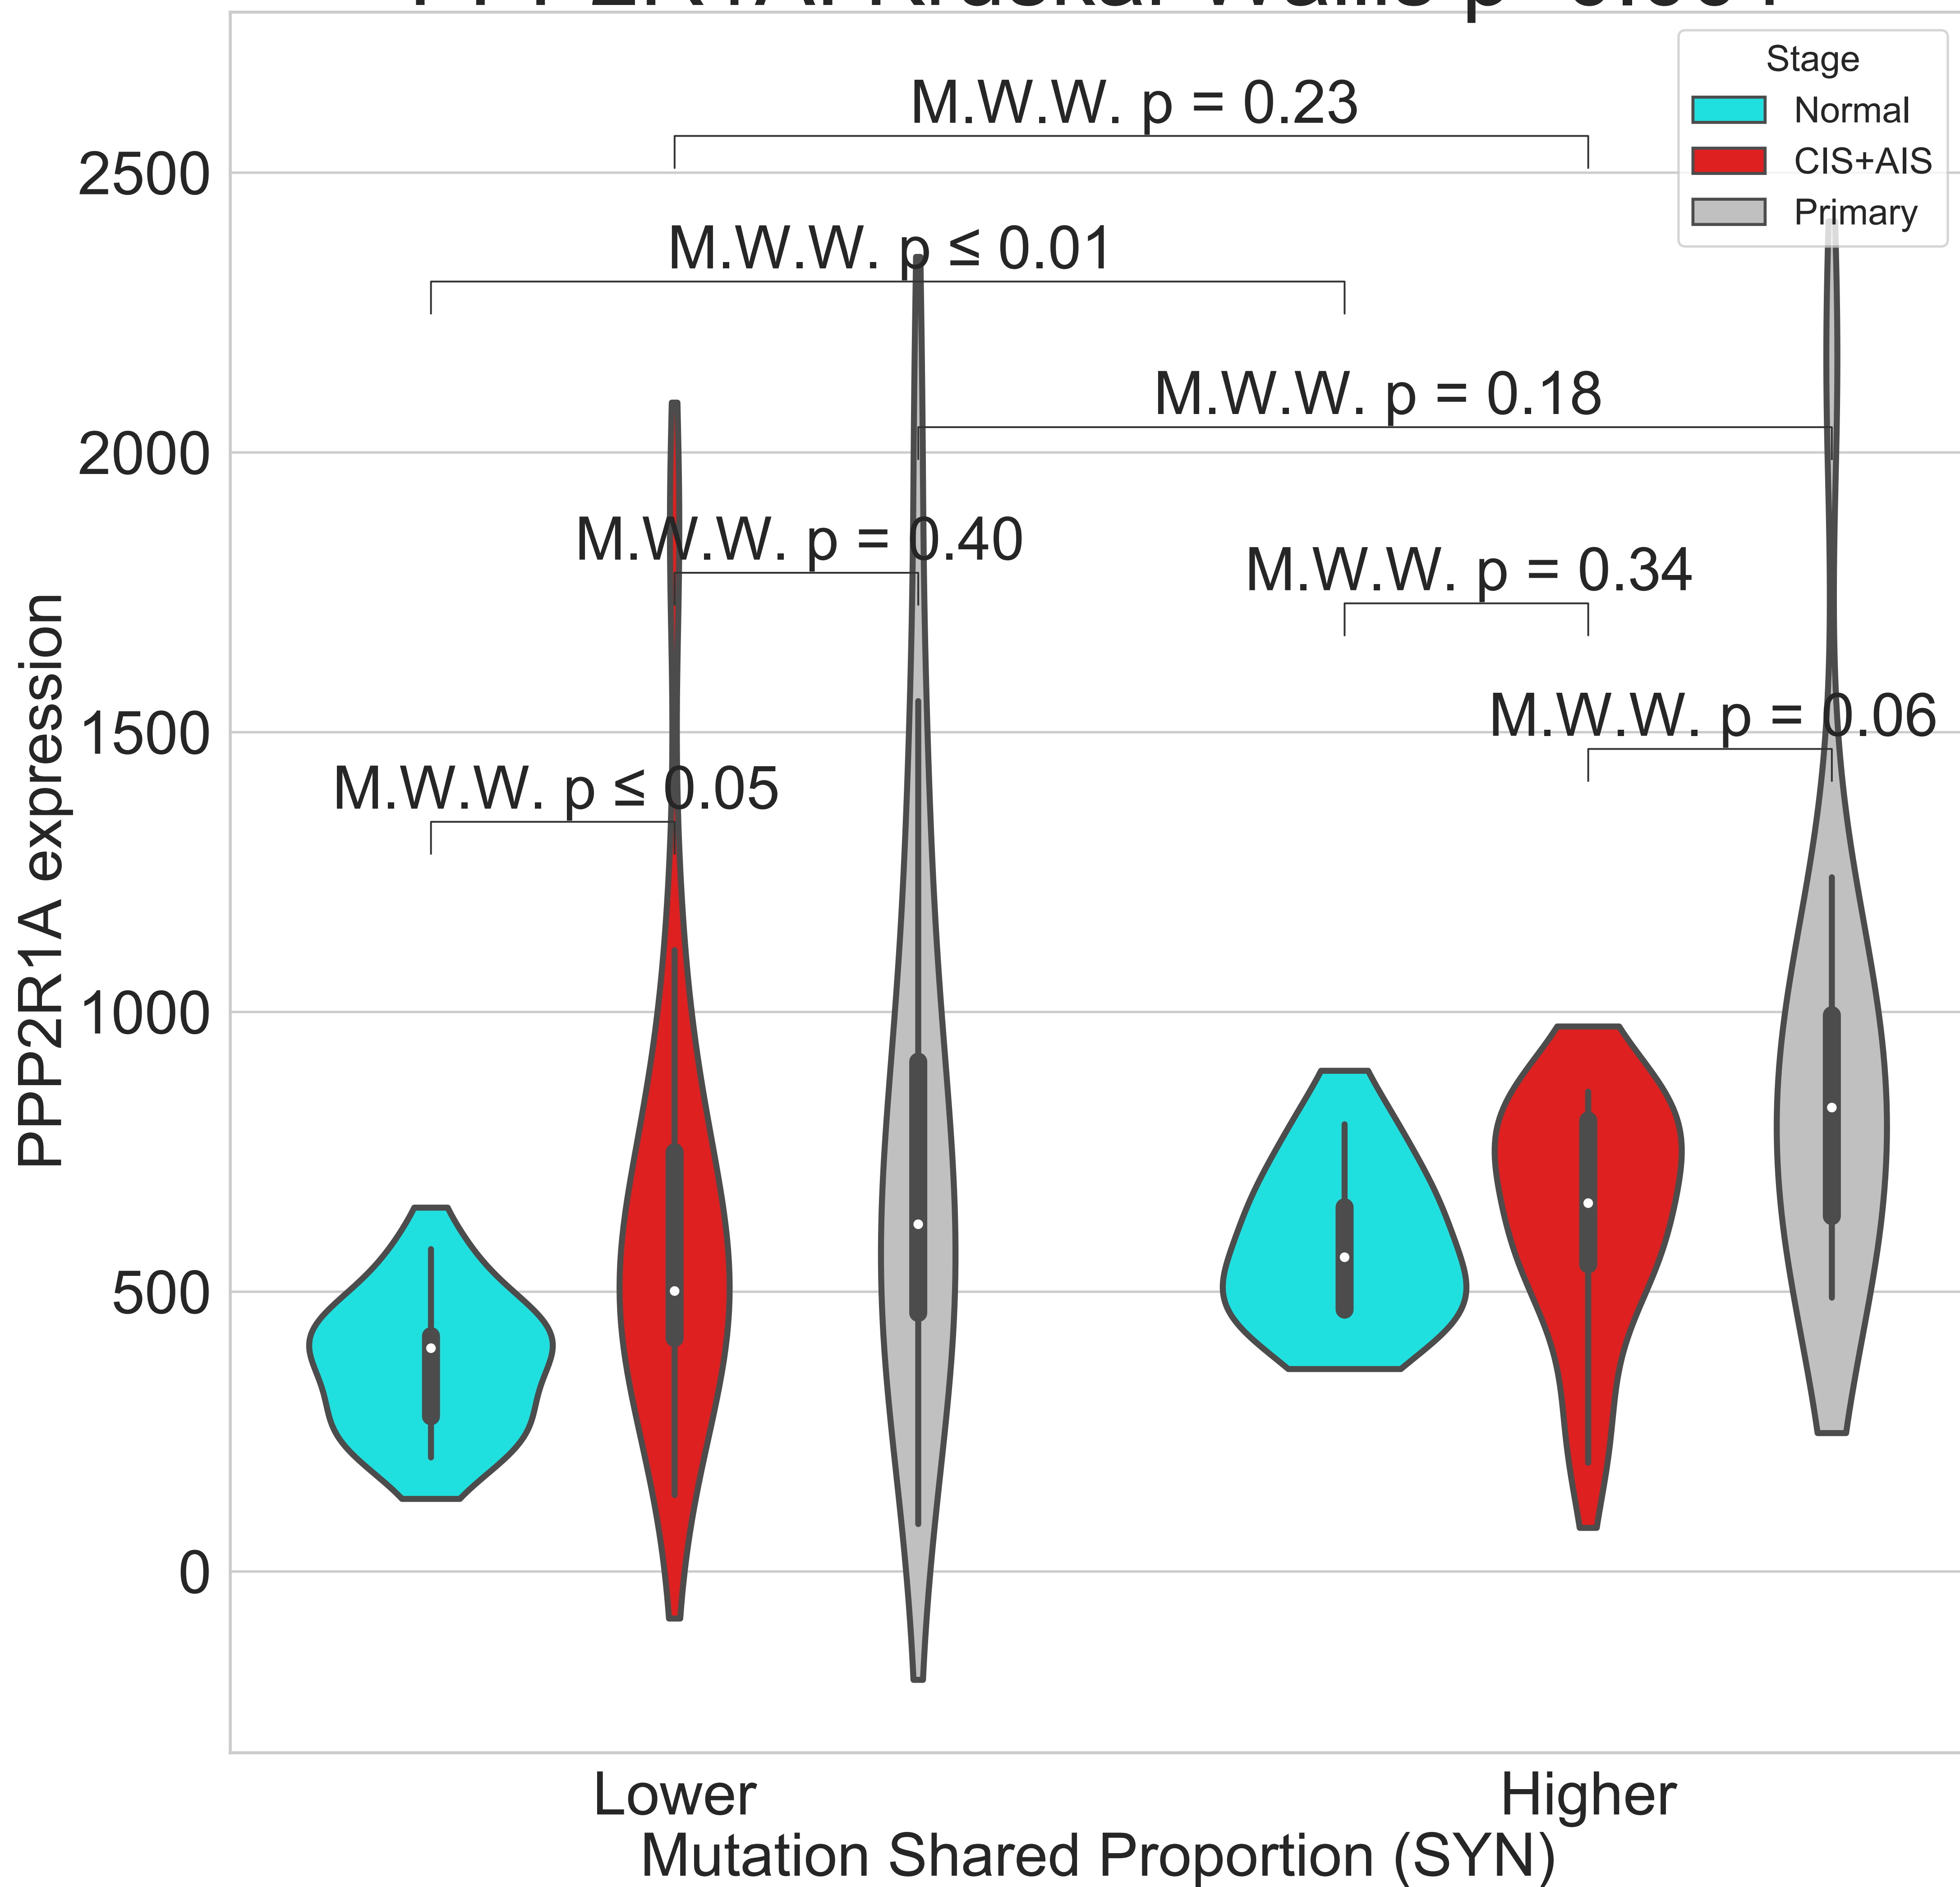 M.W.W. p = 0.23
M.W.W. p ≤ 0.01
M.W.W. p = 0.18
M.W.W. p = 0.40
M.W.W. p = 0.34
M.W.W. p = 0.06
M.W.W. p ≤ 0.05
Stage
Normal
CIS+AIS
Primary
2500
2000
1500
1000
500
0
PPP2R1A expression
Lower
Higher
Mutation Shared Proportion (SYN)